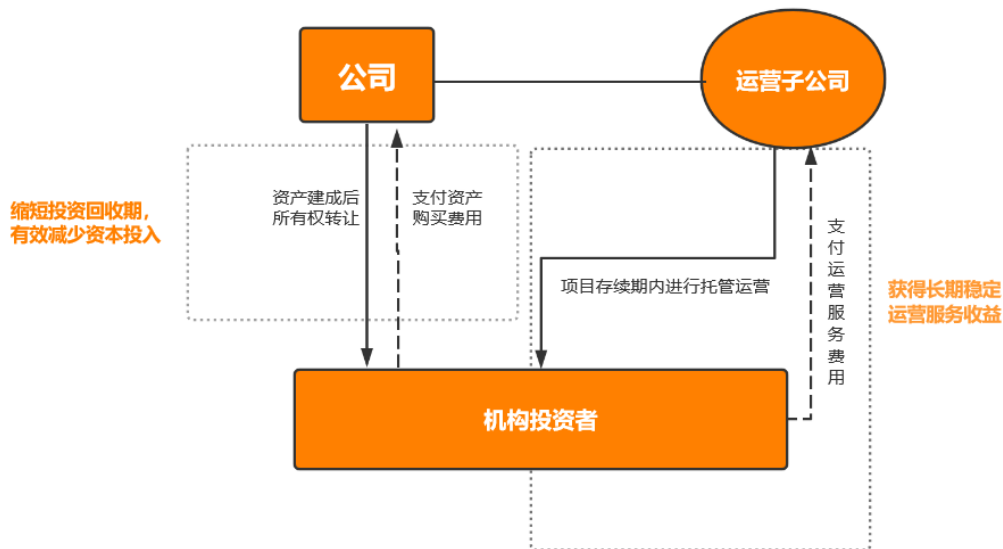 公司
运营子公司
资产建成后
所有权转让
支付资产
购买费用
缩短投资回收期,
有效减少资本投入
项目存续期内进行托管运营
支
付
运
营
服
务
费
用
获得长期稳定
运营服务收益
机构投资者